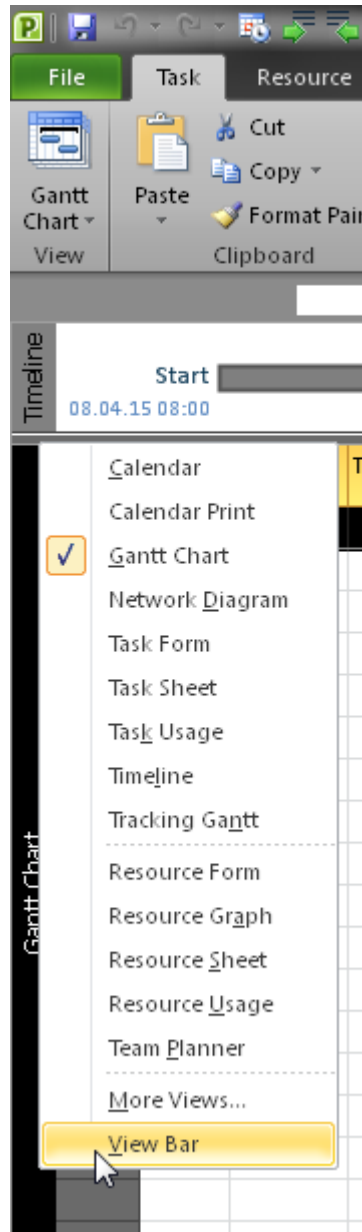 File Task Resource
Cut
Copy
Format Pain
Gantt
Chart
Paste
View
Clipboard
Timeline
Start
08.04.15 08:00
T
Gantt Chart
Calendar
Calendar Print
Gantt Chart
Network Diagram
Task Form
Task Sheet
Task Usage
Timeline
Tracking Gantt
Resource Form
Resource Graph
Resource Sheet
Resource Usage
Team Planner
More Views...
View Bar